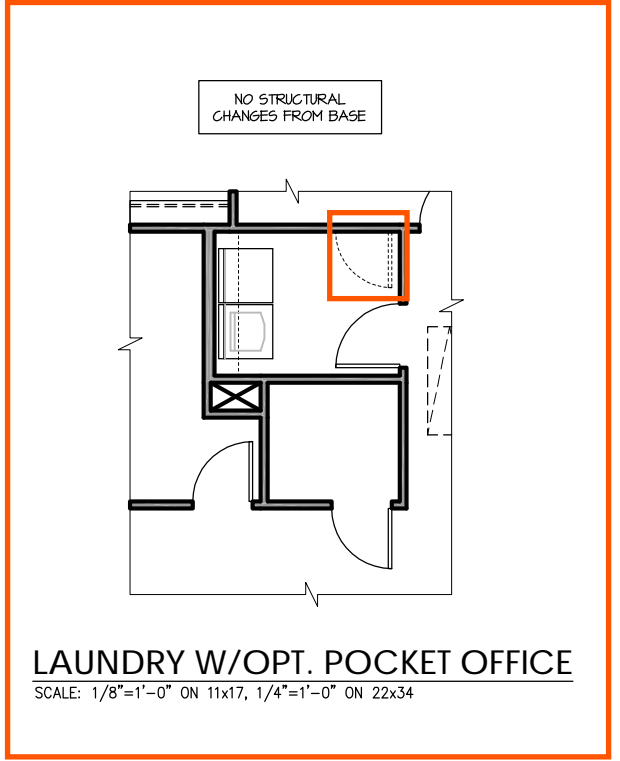 NO STRUCTURAL
CHANGES FROM BASE
LAUNDRY W/OPT. POCKET OFFICE
SCALE: 1/8"=1'-0" ON 11x17, 1/4"=1'-0" ON 22x34